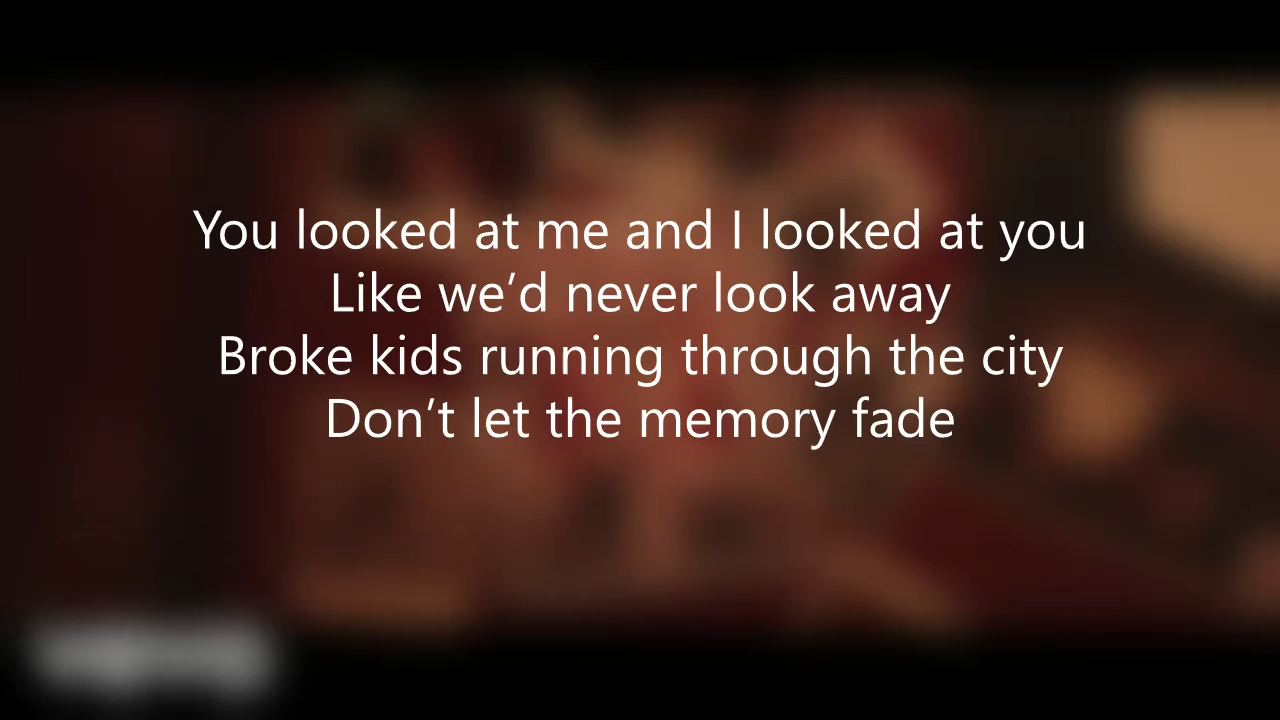 You looked at me and I looked at you
Like we’d never look away
Broke kids running through the city
Don’t let the memory fade